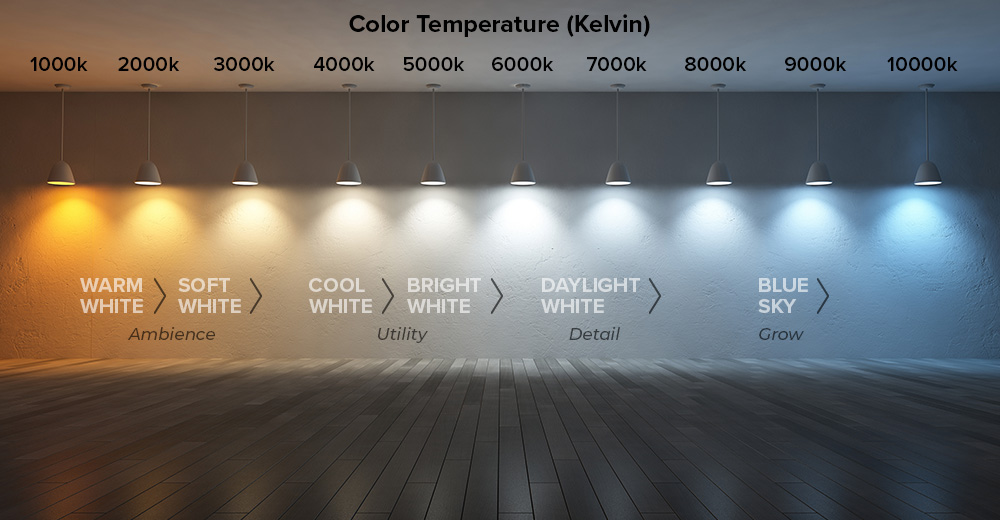 Color Temperature (Kelvin)
1000k 2000k 3000k 4000k 5000k 6000k 7000k 8000k 9000k 10000k
WARM WHITE
SOFT WHITE
COOL WHITE
BRIGHT WHITE
DAYLIGHT WHITE
BLUE SKY
Ambience Utility Detail Grow